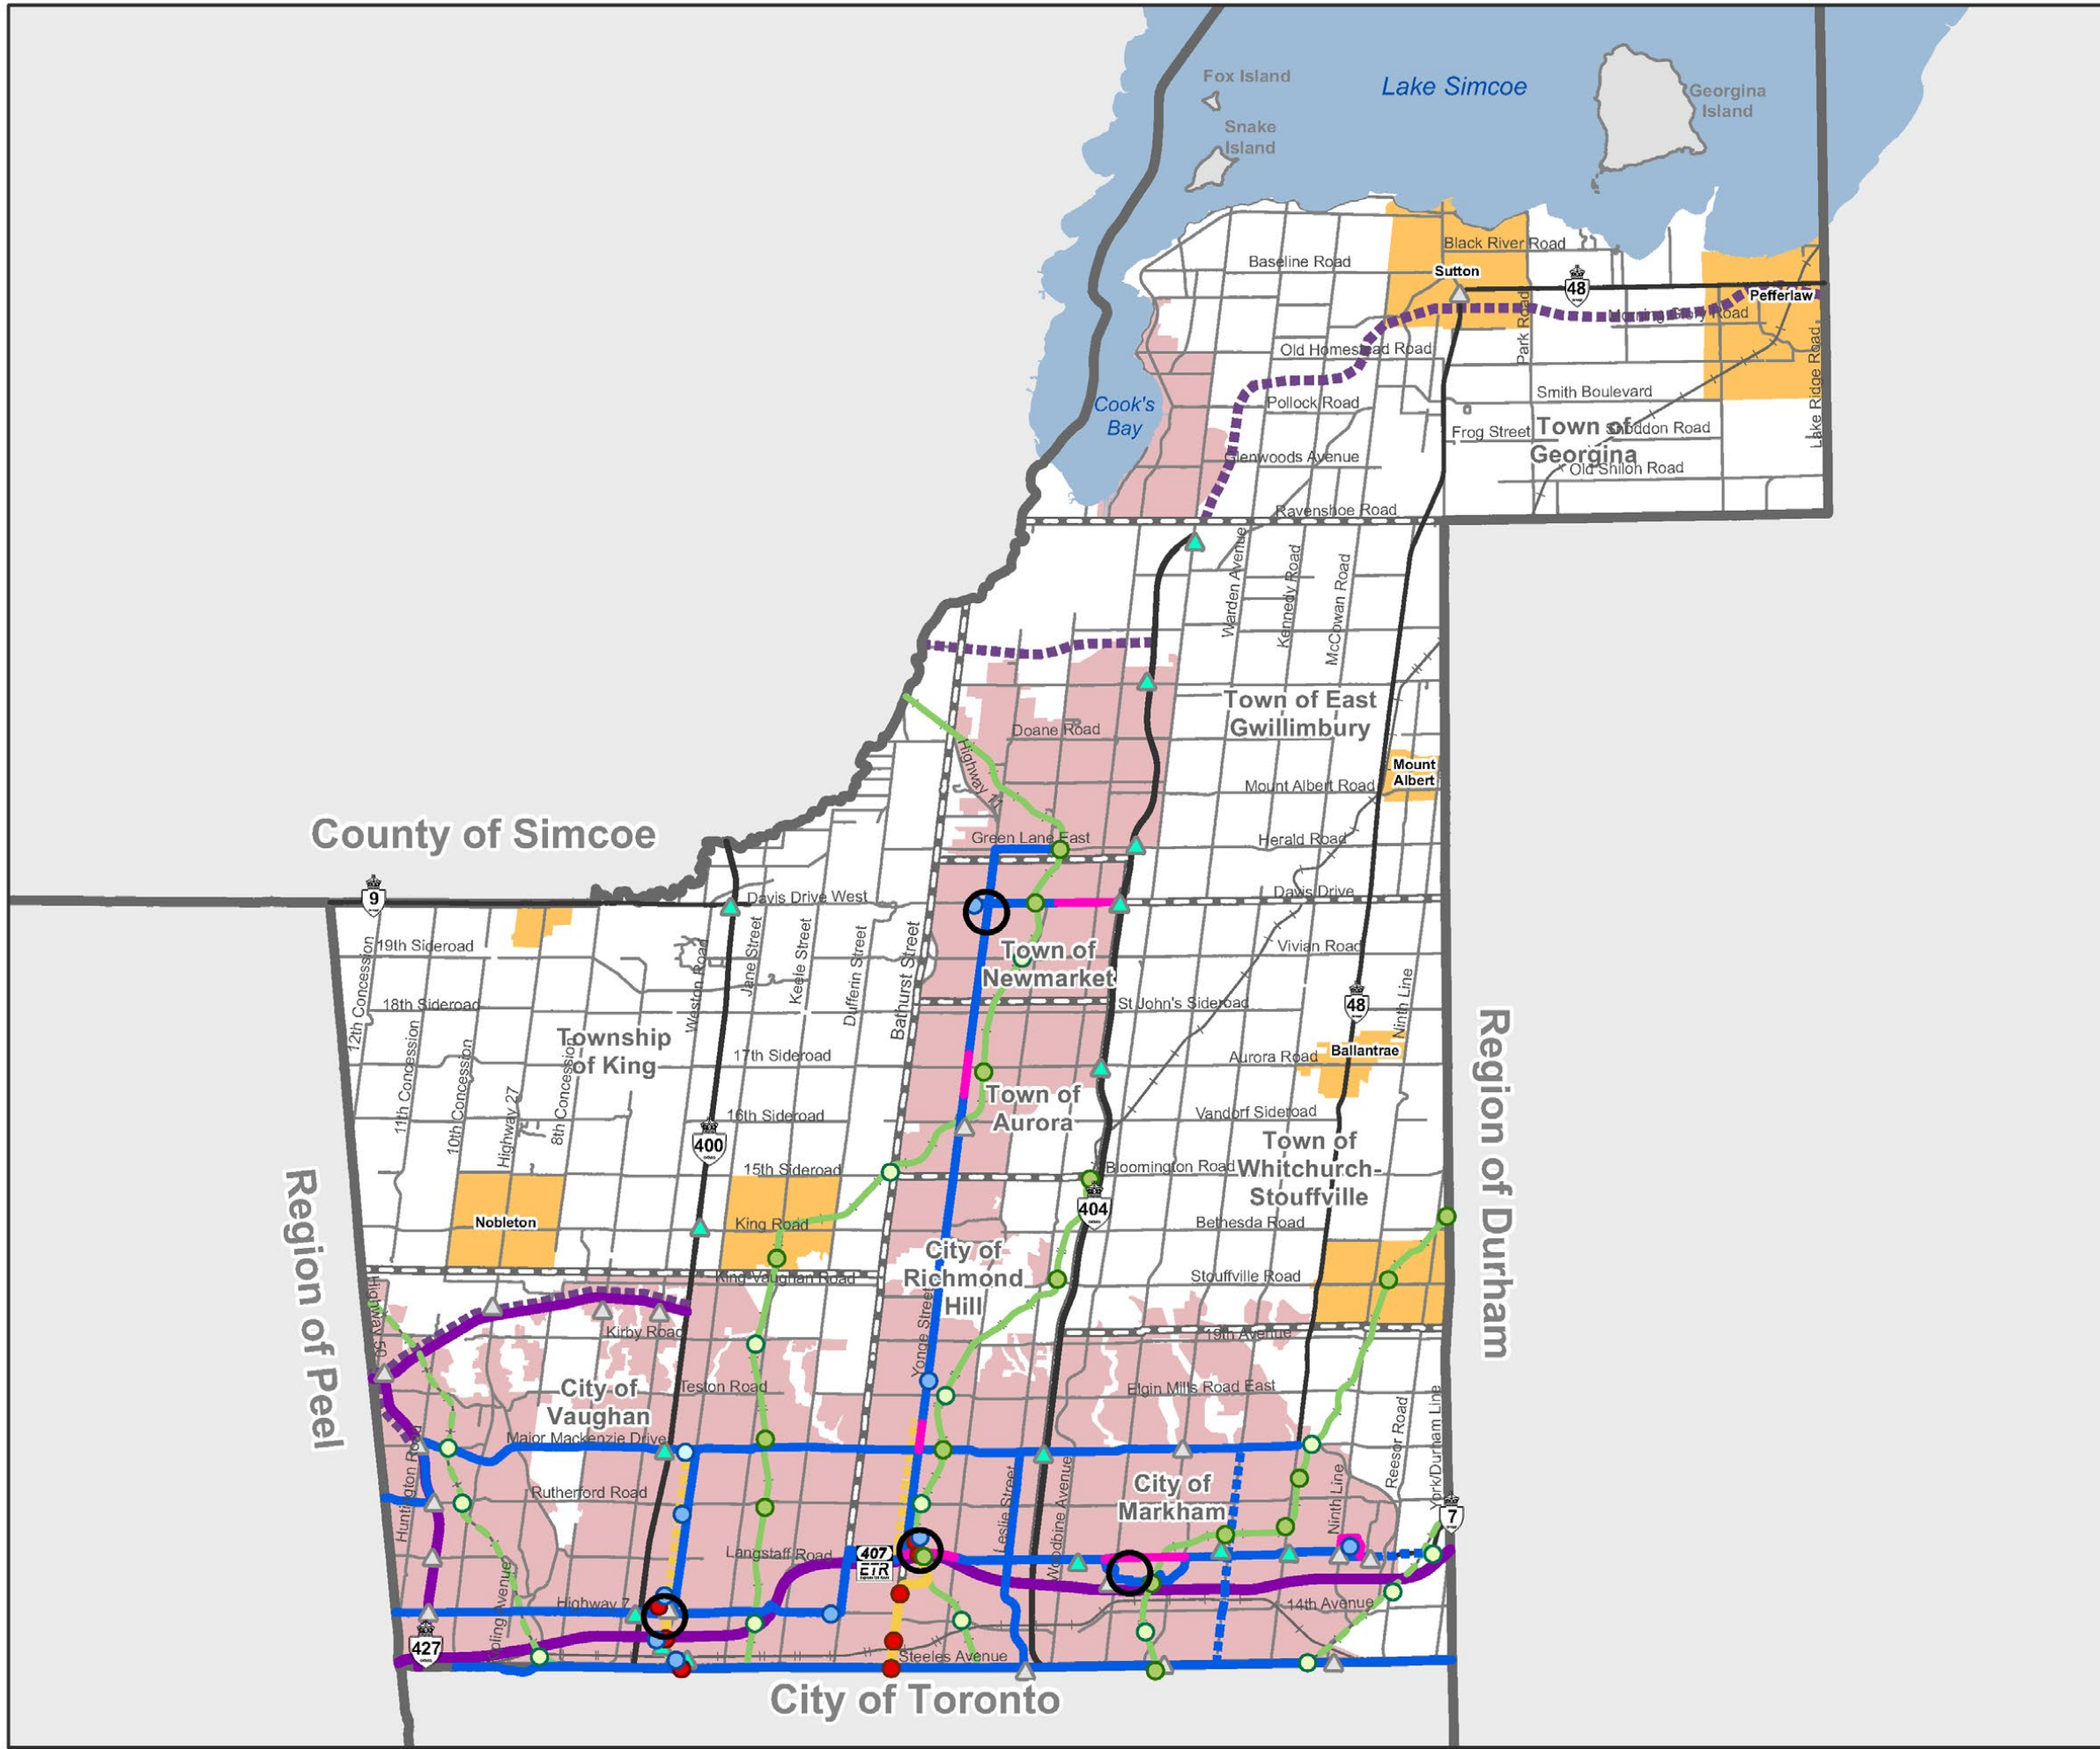 Fox Island
Lake Simcoe
Georgina
Island
Snake
Island
Black River Road
Baseline Road
Sutton
48
Pefferlaw
Morning Glory Road
Park Road
Old Homestead Road
Lake Ridge Road
Smith Boulevard
Pollock Road
Cook's
Bay
Frog Street
Town of
Georgina
Glenwoods Avenue
Old Shiloh Road
Ravenshoe Road
Warden Avenue
Kennedy Road
McCowan Road
Town of East
Gwillimbury
Doane Road
Highway 11
Mount
Albert
Mount Albert Road
County of Simcoe
Green Lane East
Herald Road
9
Davis Drive West
Davis Drive
19th Sideroad
12th Concession
Weston Road
Jane Street
Keele Street
Dufferin Street
Bathurst Street
Town of
Newmarket
Vivian Road
18th Sideroad
St John's Sideroad
48
Ninth Line
Township
of King
11th Concession
10th Concession
Highway 27
8th Concession
17th Sideroad
Aurora Road
Ballantrae
Town of
Aurora
16th Sideroad
Vandorf Sideroad
400
Town of
Whitchurch-
Stouffville
15th Sideroad
Bloomington Road
404
Region of Peel
Region of Durham
Nobleton
King Road
Bethesda Road
City of
Richmond
Hill
King-Vaughan Road
Stouffville Road
Highway 50
Kirby Road
Yonge Street
19th Avenue
City of
Vaughan
Teston Road
Elgin Mills Road East
Major Mackenzie Drive
Huntington Road
Rutherford Road
Leslie Street
Woodbine Avenue
City of
Markham
Ninth Line
Reesor Road
York/Durham Line
7
Langstaff Road
407
ETR
Highway 7
14th Avenue
427
Steeles Avenue
City of Toronto